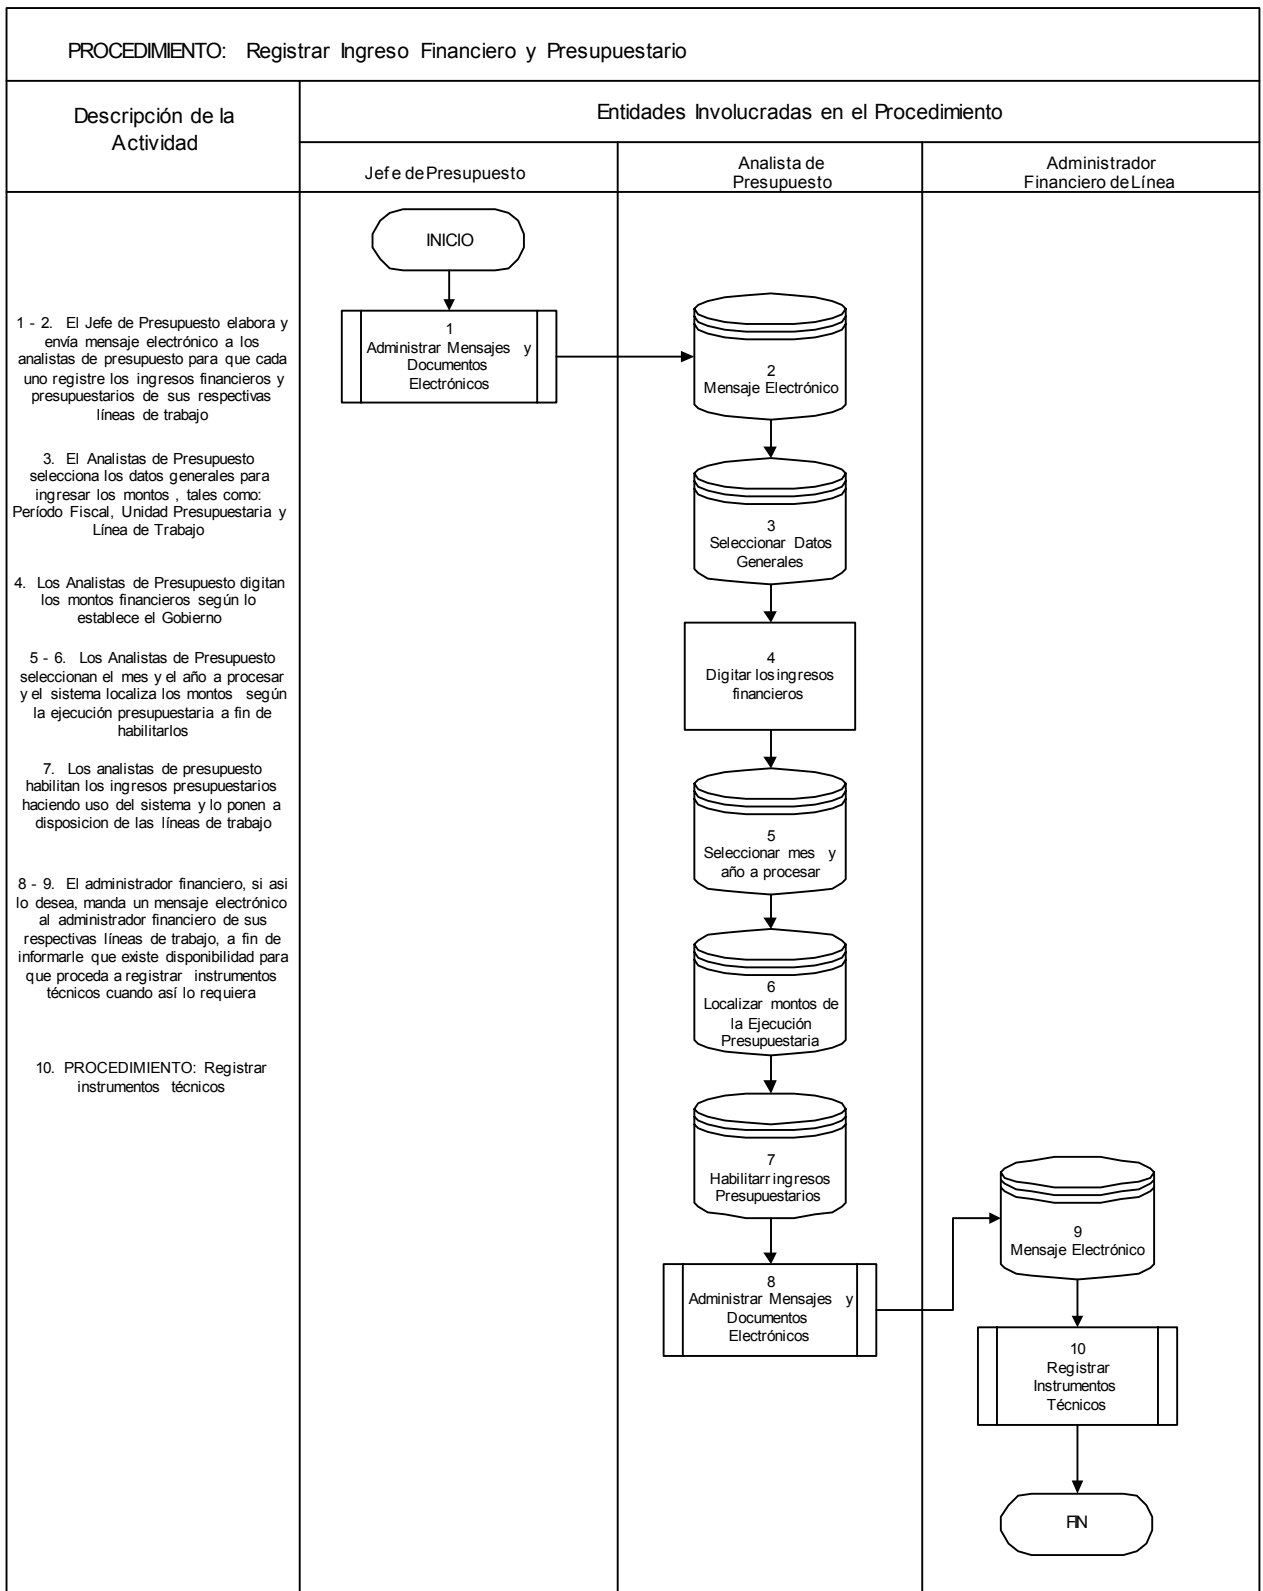 PROCEDIMIENTO: Registrar Ingreso Financiero y Presupuestario
Descripción de la
Actividad
Entidades Involucradas en el Procedimiento
Jefe de Presupuesto
Analista de
Presupuesto
Administrador
Financiero de Línea
1 - 2. El Jefe de Presupuesto elabora y
envía mensaje electrónico a los
analistas de presupuesto para que cada
uno registre los ingresos financieros y
presupuestarios de sus respectivas
líneas de trabajo
3. El Analistas de Presupuesto
selecciona los datos generales para
ingresar los montos , tales como:
Período Fiscal, Unidad Presupuestaria y
Línea de Trabajo
4. Los Analistas de Presupuesto digitan
los montos financieros según lo
establece el Gobierno
5 - 6. Los Analistas de Presupuesto
seleccionan el mes y el año a procesar
y el sistema localiza los montos según
la ejecución presupuestaria a fin de
habilitarlos
7. Los analistas de presupuesto
habilitan los ingresos presupuestarios
haciendo uso del sistema y lo ponen a
disposicion de las líneas de trabajo
8 - 9. El administrador financiero, si asi
lo desea, manda un mensaje electrónico
al administrador financiero de sus
respectivas líneas de trabajo, a fin de
informarle que existe disponibilidad para
que proceda a registrar instrumentos
técnicos cuando así lo requiera
10. PROCEDIMIENTO: Registrar
instrumentos técnicos
INICIO
1
Administrar Mensajes y
Documentos
Electrónicos
2
Mensaje Electrónico
3
Seleccionar Datos
Generales
4
Digitar los ingresos
financieros
5
Seleccionar mes y
año a procesar
6
Localizar montos de
la Ejecución
Presupuestaria
7
Habilitarr ingresos
Presupuestarios
8
Administrar Mensajes y
Documentos
Electrónicos
9
Mensaje Electrónico
10
Registrar
Instrumentos
Técnicos
FIN